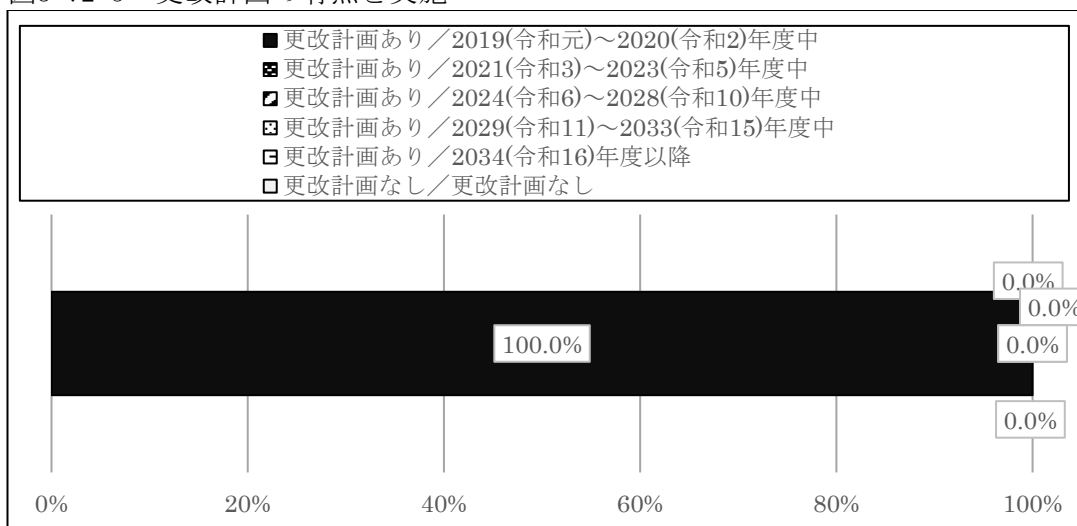 ■更改計画あり／2019(令和元)～2020(令和2)年度中
更改計画あり／2021(令和3)～2023(令和5)年度中
更改計画あり／2024(令和6)～2028(令和10)年度中
更改計画あり／2029(令和11)～2033(令和15)年度中
更改計画あり／2034(令和16)年度以降
□更改計画なし／更改計画なし
0.0%
0.0%
100.0%
0.0%
0.0%
0%
20%
40%
60%
80%
100%